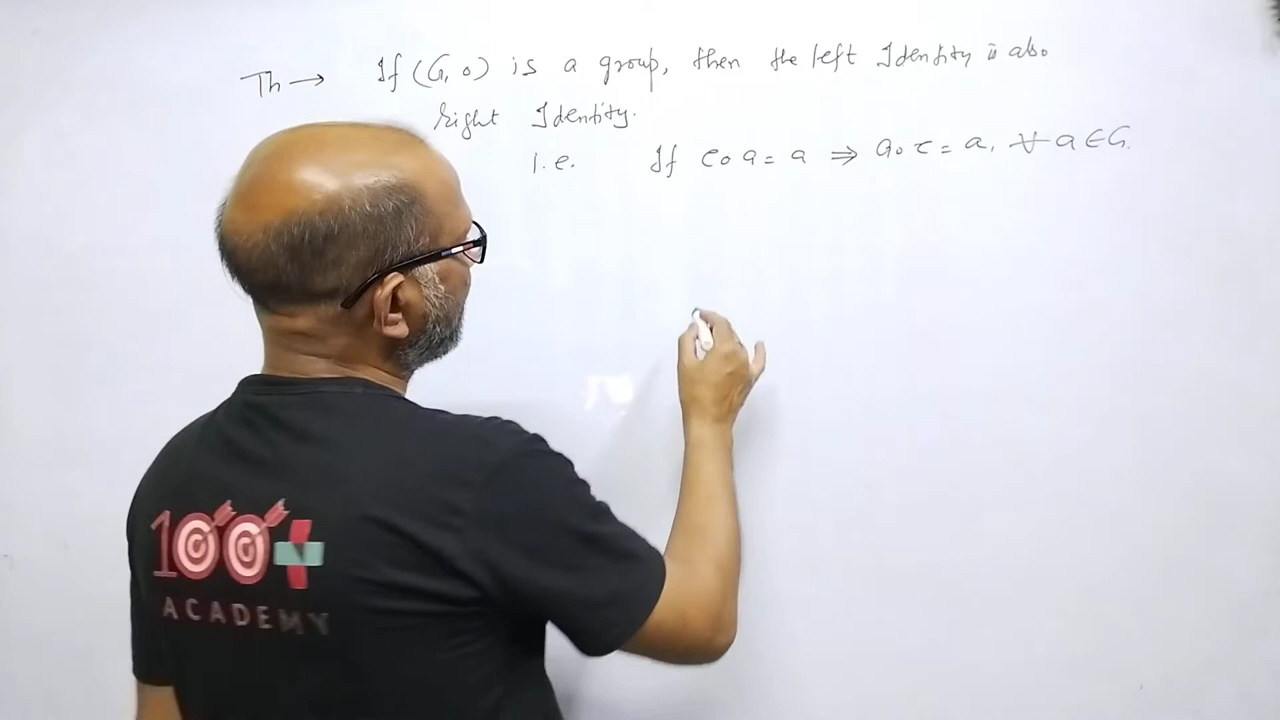 Th → If (G, o) is a group, then the left Identity is also
right Identity.
i.e. If e o a = a ⇒ a o e = a, ∀ a ∈ G.
100+
ACADEMY